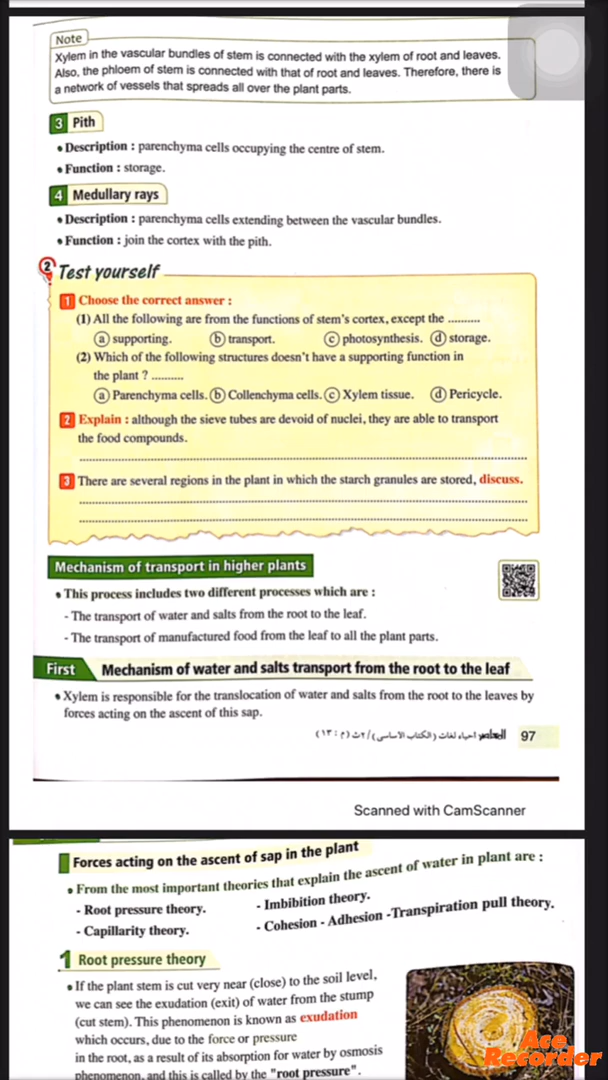 Note
Xylem in the vascular bundles of stem is connected with the xylem of root and leaves.
Also, the phloem of stem is connected with that of root and leaves. Therefore, there is
a network of vessels that spreads all over the plant parts.
3 Pith
• Description : parenchyma cells occupying the centre of stem.
• Function : storage.
4 Medullary rays
• Description : parenchyma cells extending between the vascular bundles.
• Function : join the cortex with the pith.
2 Test yourself
1 Choose the correct answer :
(1) All the following are from the functions of stem's cortex, except the ..........
ⓐ supporting. ⓑ transport. ⓒ photosynthesis. ⓓ storage.
(2) Which of the following structures doesn't have a supporting function in
the plant ? ..........
ⓐ Parenchyma cells. ⓑ Collenchyma cells. ⓒ Xylem tissue. ⓓ Pericycle.
2 Explain : although the sieve tubes are devoid of nuclei, they are able to transport
the food compounds.
3 There are several regions in the plant in which the starch granules are stored, discuss.
Mechanism of transport in higher plants
• This process includes two different processes which are :
- The transport of water and salts from the root to the leaf.
- The transport of manufactured food from the leaf to all the plant parts.
First Mechanism of water and salts transport from the root to the leaf
• Xylem is responsible for the translocation of water and salts from the root to the leaves by
forces acting on the ascent of this sap.
احياء لغات (الكتاب الاساسى) / ٢ث (م : ١٣) 97
Scanned with CamScanner
Forces acting on the ascent of sap in the plant
• From the most important theories that explain the ascent of water in plant are :
- Root pressure theory. - Imbibition theory.
- Capillarity theory. - Cohesion - Adhesion -Transpiration pull theory.
1 Root pressure theory
• If the plant stem is cut very near (close) to the soil level,
we can see the exudation (exit) of water from the stump
(cut stem). This phenomenon is known as exudation
which occurs, due to the force or pressure
in the root, as a result of its absorption for water by osmosis
phenomenon, and this is called by the "root pressure".
Ace
Recorder